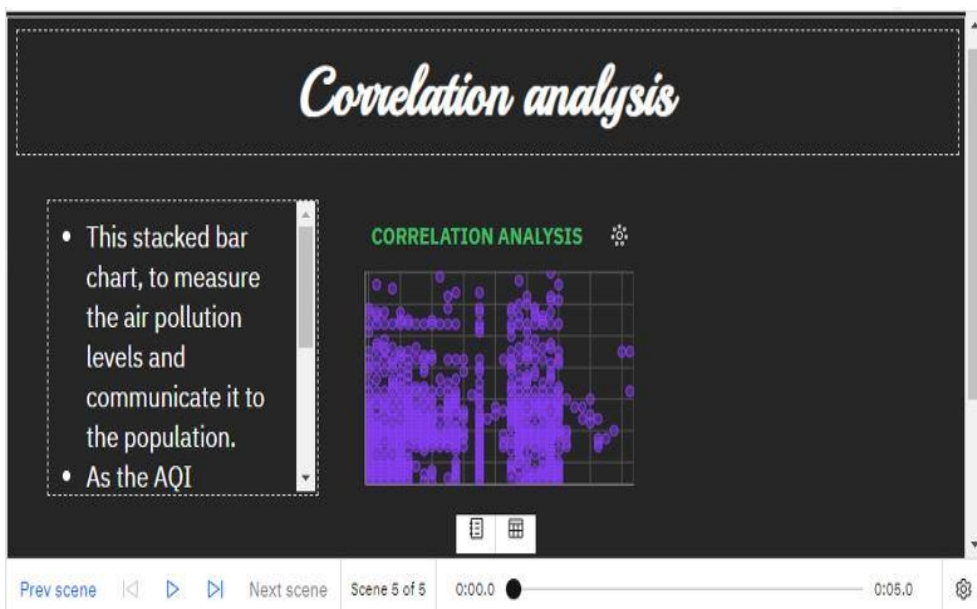 Correlation analysis
• This stacked bar
chart, to measure
the air pollution
levels and
communicate it to
the population.
• As the AQI
CORRELATION ANALYSIS
Prev scene
Next scene
Scene 5 of 5
0:00.0
0:05.0